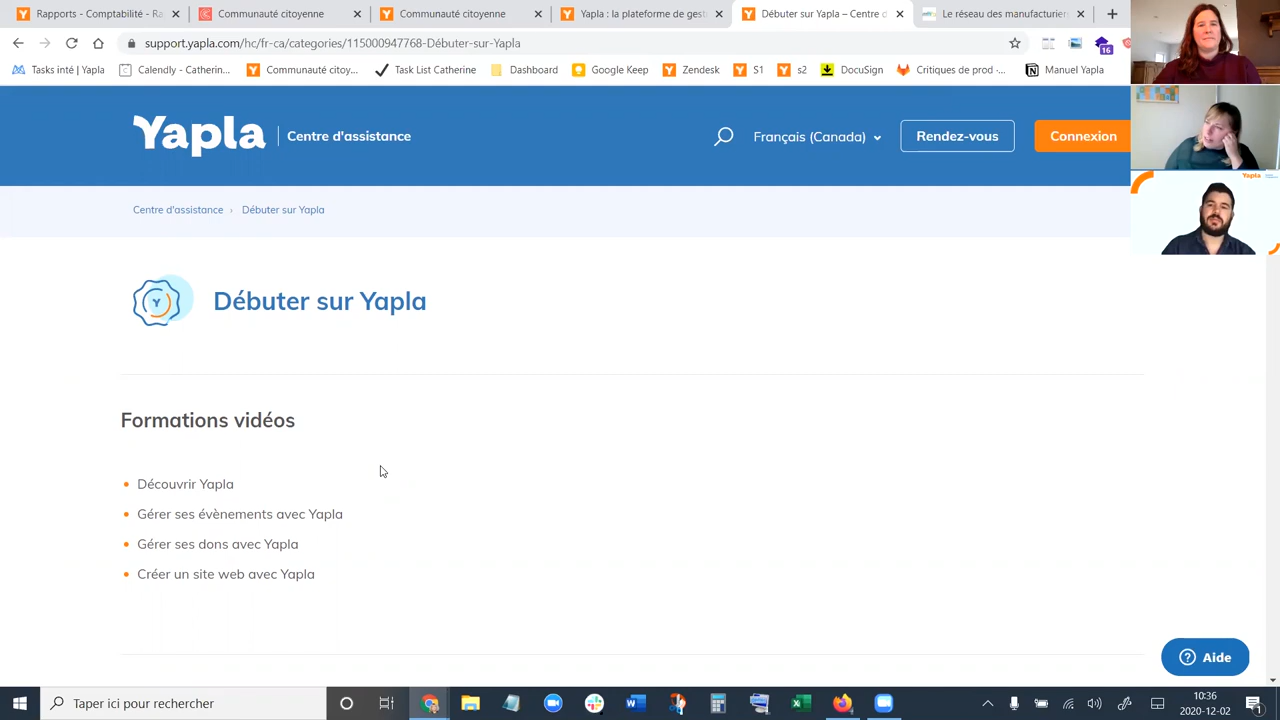 Rapports - Comptabilité - Ra
Communauté citoyenne
Communauté citoyenne
Yapla : la plateforme de gest
Débuter sur Yapla – Centre d
Le réseau des manufacturier
support.yapla.com/hc/fr-ca/categories/115000947768-Débuter-sur-Yapla
16
Tasks inté | Yapla
Calendly - Catherin...
Communauté citoy...
Task List Catherine
Dashboard
Google Keep
Zendesk
S1
s2
DocuSign
Critiques de prod -...
Manuel Yapla
Yapla
Centre d'assistance
Français (Canada)
Rendez-vous
Connexion
Yapla
Centre d'assistance › Débuter sur Yapla
Y
Débuter sur Yapla
Formations vidéos
Découvrir Yapla
Gérer ses évènements avec Yapla
Gérer ses dons avec Yapla
Créer un site web avec Yapla
Aide
Taper ici pour rechercher
10:36
2020-12-02
1